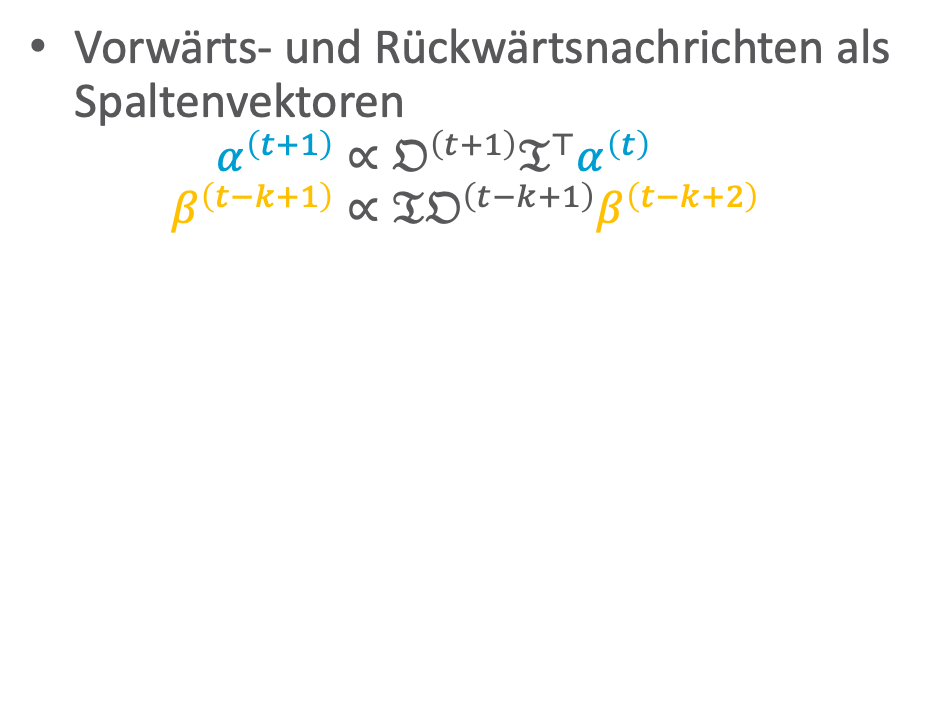 • Vorwärts- und Rückwärtsnachrichten als
Spaltenvektoren
α^(t+1) ∝ 𝔒^(t+1)𝔗^⊤α^(t)
β^(t−k+1) ∝ 𝔗𝔒^(t−k+1)β^(t−k+2)